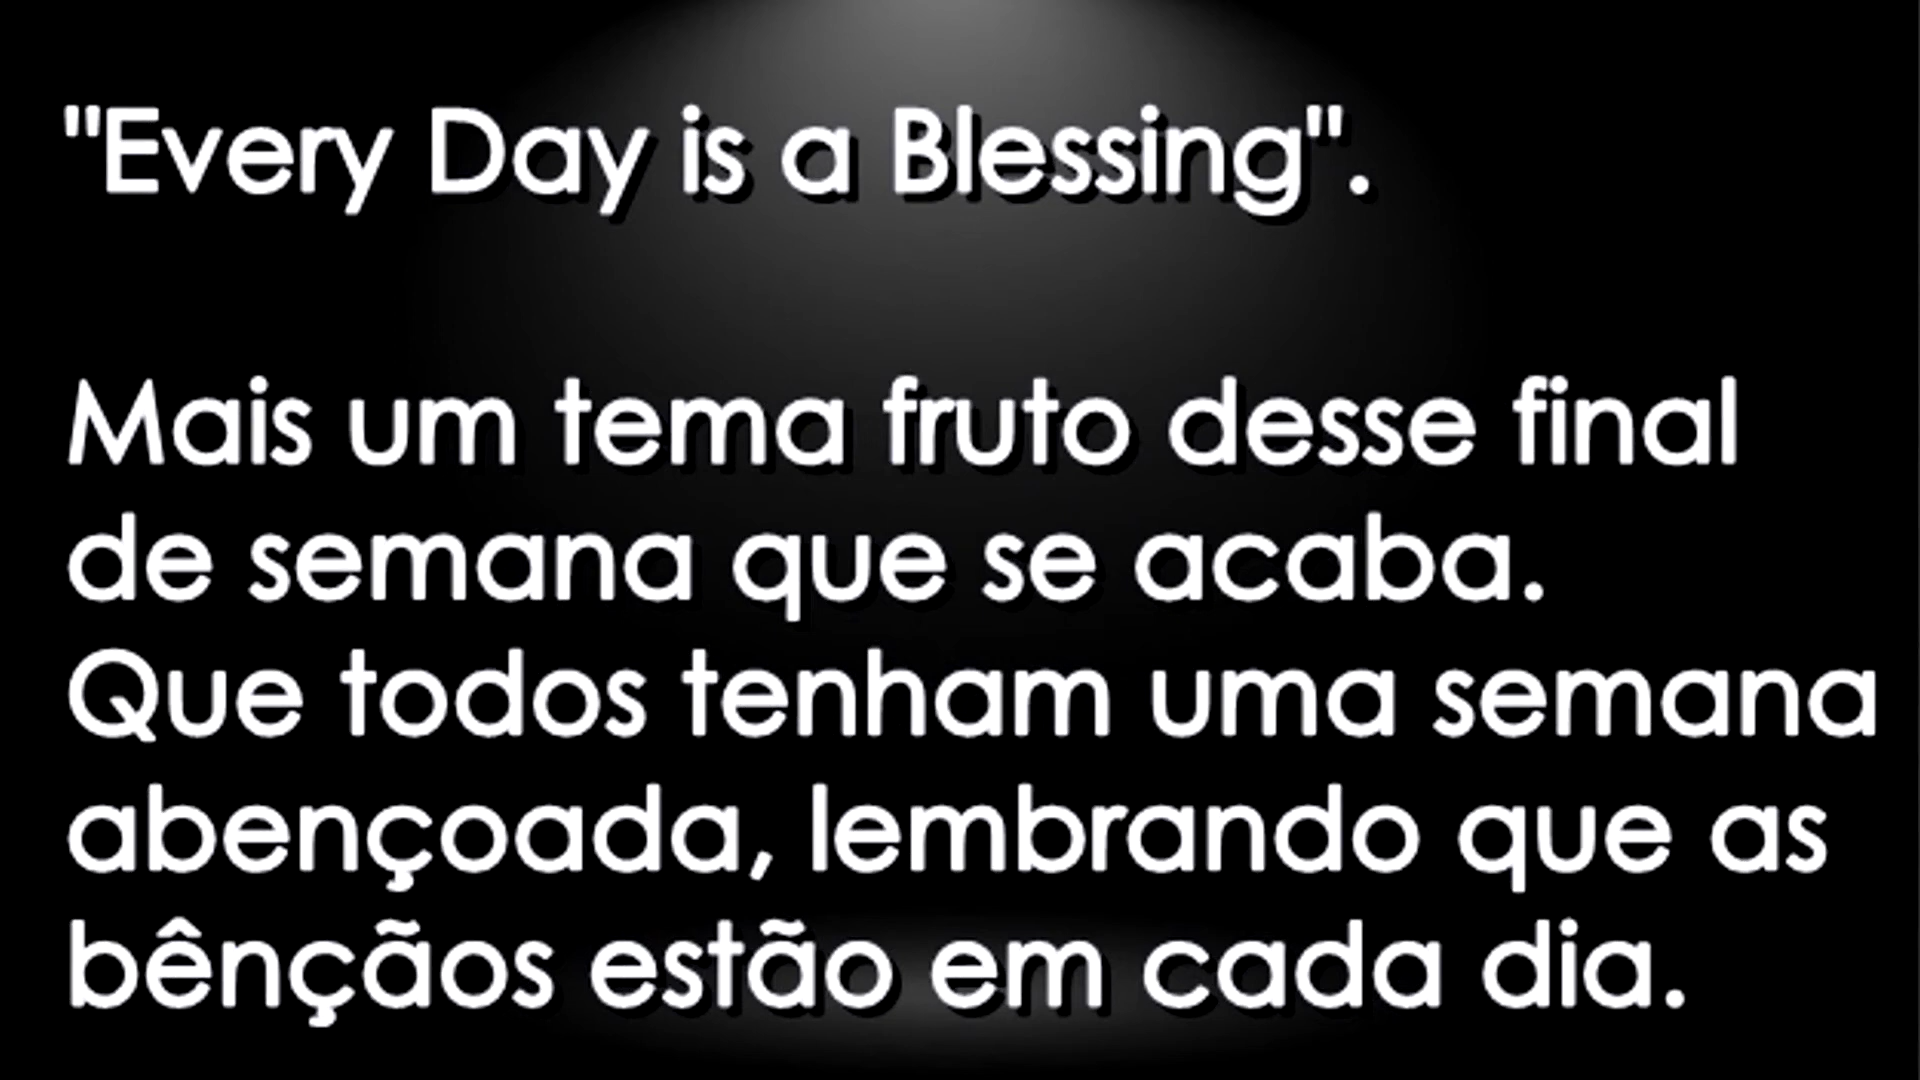 "Every Day is a Blessing".
Mais um tema fruto desse final
de semana que se acaba.
Que todos tenham uma semana
abençoada, lembrando que as
bênçãos estão em cada dia.